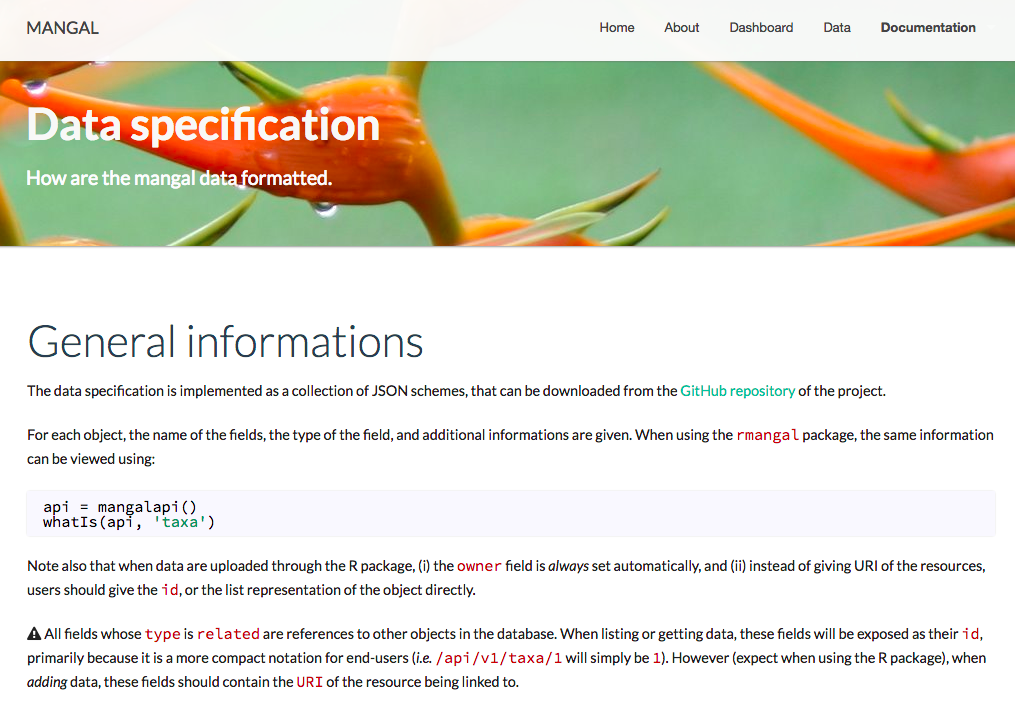 MANGAL
Home About Dashboard Data Documentation
Data specification
How are the mangal data formatted.
General informations
The data specification is implemented as a collection of JSON schemes, that can be downloaded from the GitHub repository of the project.
For each object, the name of the fields, the type of the field, and additional informations are given. When using the rmangal package, the same information
can be viewed using:
api = mangalapi()
whatIs(api, 'taxa')
Note also that when data are uploaded through the R package, (i) the owner field is always set automatically, and (ii) instead of giving URI of the resources,
users should give the id, or the list representation of the object directly.
All fields whose type is related are references to other objects in the database. When listing or getting data, these fields will be exposed as their id,
primarily because it is a more compact notation for end-users (i.e. /api/v1/taxa/1 will simply be 1). However (expect when using the R package), when
adding data, these fields should contain the URI of the resource being linked to.